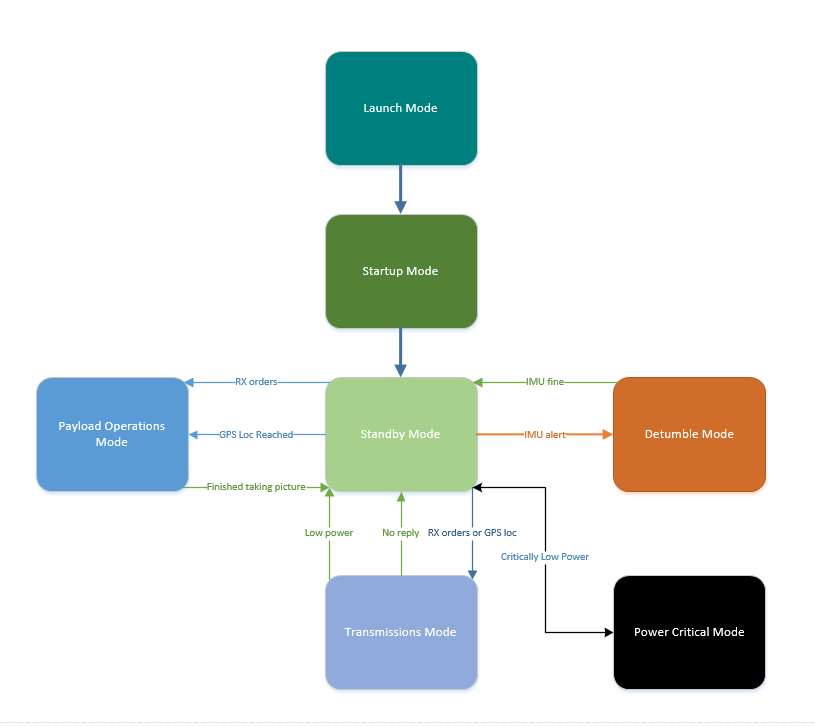 Launch Mode
Startup Mode
RX orders
IMU fine
Payload Operations
Mode
GPS Loc Reached
Standby Mode
IMU alert
Detumble Mode
Finished taking picture
Low power
No reply
RX orders or GPS loc
Critically Low Power
Transmissions Mode
Power Critical Mode